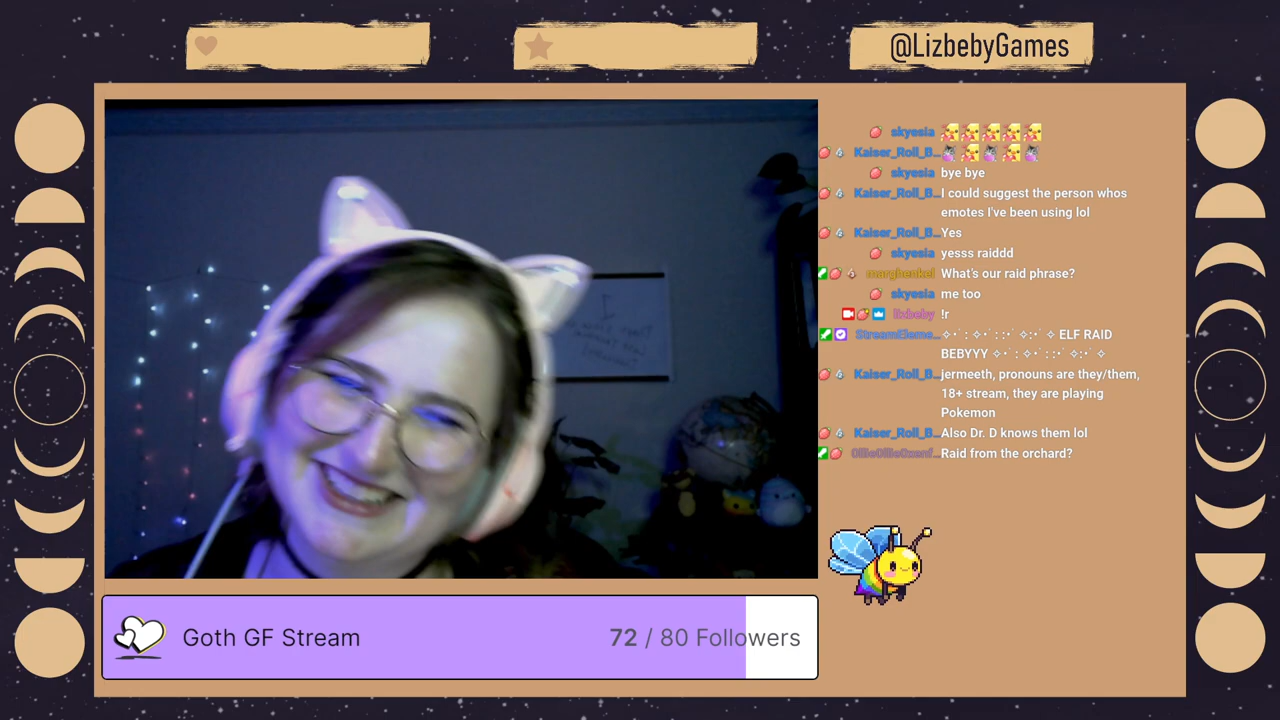 @LizbebyGames
skyesia
Kaiser_Roll_B...
skyesia bye bye
Kaiser_Roll_B... I could suggest the person whos
emotes I've been using lol
Kaiser_Roll_B... Yes
skyesia yesss raiddd
morghenkel What's our raid phrase?
skyesia me too
lizbeby !r
StreamEleme... ✧･ﾟ: ✧･ﾟ: :･ﾟ✧:･ﾟ✧ ELF RAID
BEBYYY ✧･ﾟ: ✧･ﾟ: :･ﾟ✧:･ﾟ✧
Kaiser_Roll_B... jermeeth, pronouns are they/them,
18+ stream, they are playing
Pokemon
Kaiser_Roll_B... Also Dr. D knows them lol
Raid from the orchard?
Goth GF Stream
72 / 80 Followers